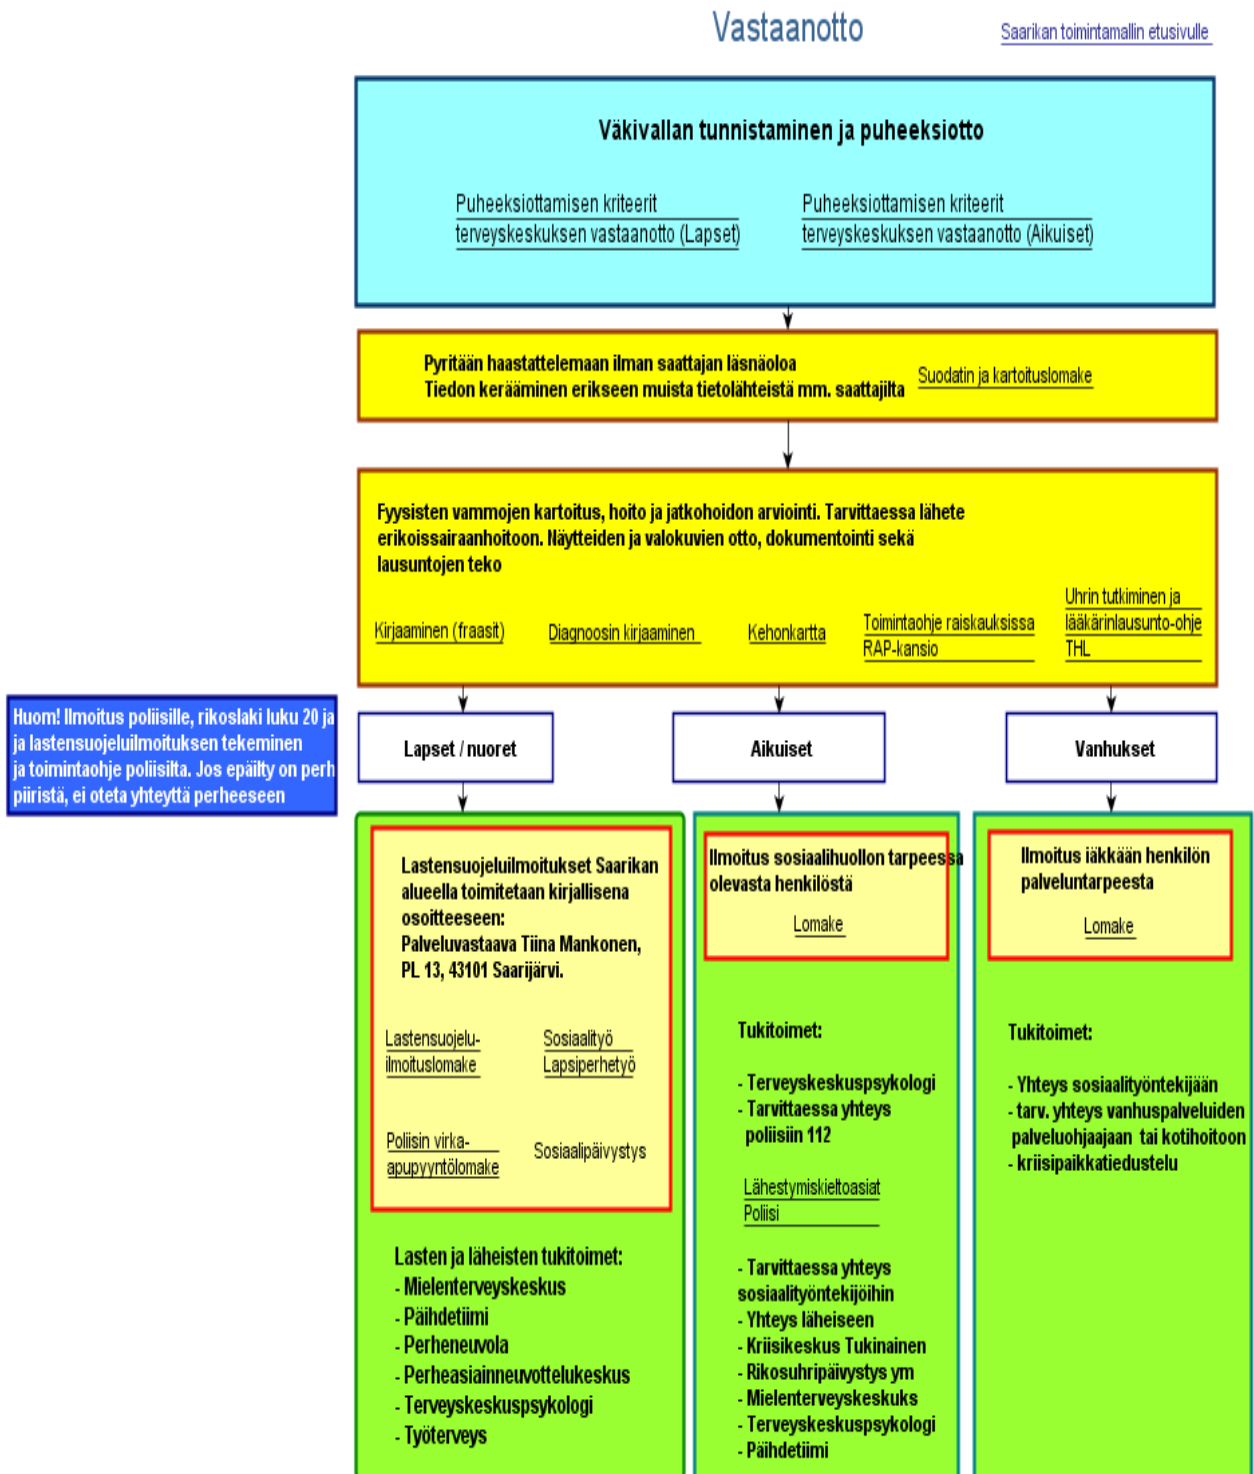 Vastaanotto
Saarikan toimintamallin etusivulle
Väkivallan tunnistaminen ja puheeksiotto
Puheeksiottamisen kriteerit
terveyskeskuksen vastaanotto (Lapset)
Puheeksiottamisen kriteerit
terveyskeskuksen vastaanotto (Aikuiset)
Pyritään haastattelemaan ilman saattajan läsnäoloa
Tiedon kerääminen erikseen muista tietolähteistä mm. saattajilta
Suodatin ja kartoituslomake
Fyysisten vammojen kartoitus, hoito ja jatkohoidon arviointi. Tarvittaessa lähete
erikoissairaanhoitoon. Näytteiden ja valokuvien otto, dokumentointi sekä
lausuntojen teko
Kirjaaminen (fraasit)
Diagnoosin kirjaaminen
Kehonkartta
Toimintaohje raiskauksissa
RAP-kansio
Uhrin tutkiminen ja
lääkärinlausunto-ohje
THL
Huom! Ilmoitus poliisille, rikoslaki luku 20 ja
ja lastensuojeluilmoituksen tekeminen
ja toimintaohje poliisilta. Jos epäilty on perh
piiristä, ei oteta yhteyttä perheeseen
Lapset / nuoret
Aikuiset
Vanhukset
Lastensuojeluilmoitukset Saarikan
alueella toimitetaan kirjallisena
osoitteeseen:
Palveluvastaava Tiina Mankonen,
PL 13, 43101 Saarijärvi.
Lastensuojelu-
ilmoituslomake
Sosiaalityö
Lapsiperhetyö
Poliisin virka-
apupyyntölomake
Sosiaalipäivystys
Lasten ja läheisten tukitoimet:
- Mielenterveyskeskus
- Päihdetiimi
- Perheneuvola
- Perheasiainneuvottelukeskus
- Terveyskeskuspsykologi
- Työterveys
Ilmoitus sosiaalihuollon tarpeessa
olevasta henkilöstä
Lomake
Tukitoimet:
- Terveyskeskuspsykologi
- Tarvittaessa yhteys
poliisiin 112
Lähestymiskieltoasiat
Poliisi
- Tarvittaessa yhteys
sosiaalityöntekijöihin
- Yhteys läheiseen
- Kriisikeskus Tukinainen
- Rikosuhripäivystys ym
- Mielenterveyskeskuks
- Terveyskeskuspsykologi
- Päihdetiimi
Ilmoitus iäkkään henkilön
palveluntarpeesta
Lomake
Tukitoimet:
- Yhteys sosiaalityöntekijään
- tarv. yhteys vanhuspalveluiden
palveluohjaajaan tai kotihoitoon
- kriisipaikkatiedustelu